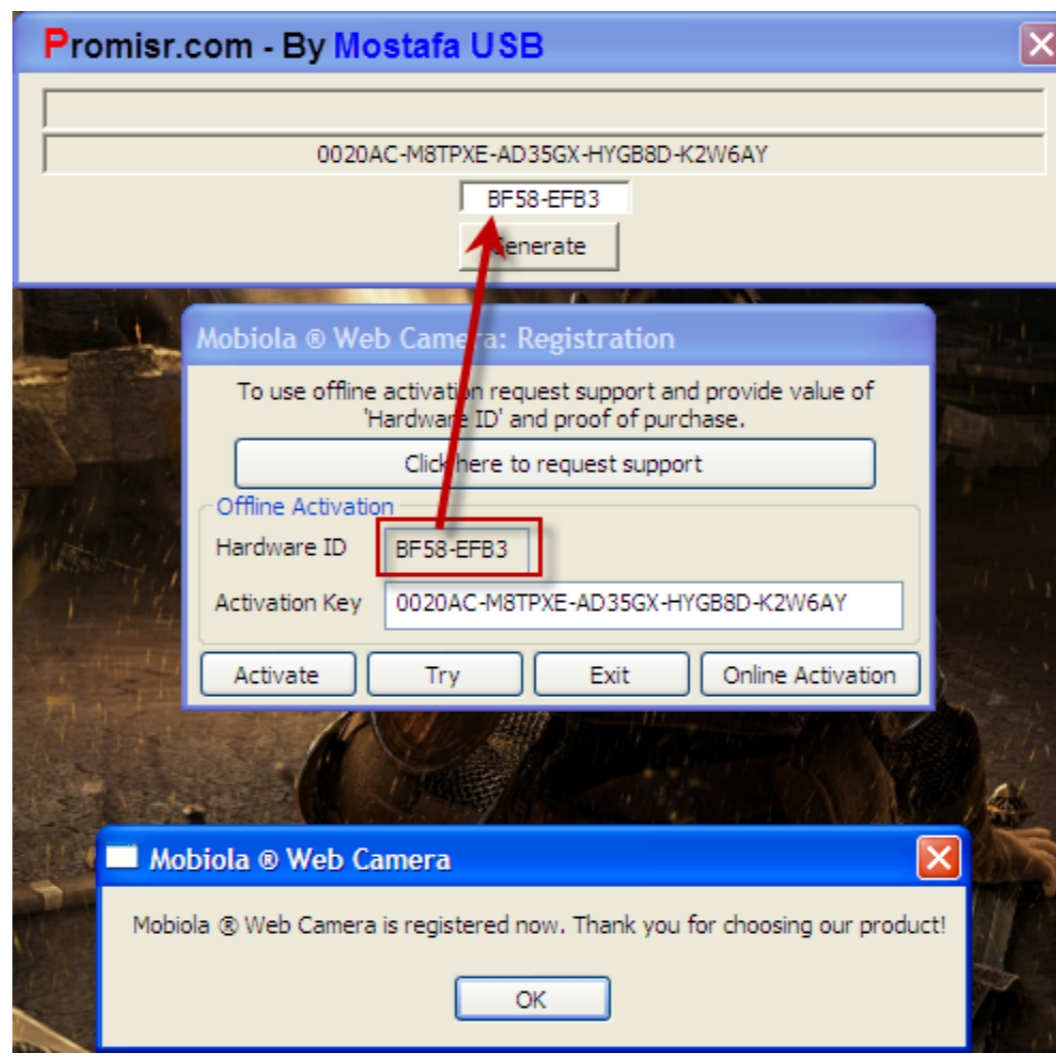 Promisr.com - By Mostafa USB
0020AC-M8TPXE-AD35GX-HYGB8D-K2W6AY
BF58-EFB3
Generate
Mobiola ® Web Camera: Registration
To use offline activation request support and provide value of
'Hardware ID' and proof of purchase.
Click here to request support
Offline Activation
Hardware ID BF58-EFB3
Activation Key 0020AC-M8TPXE-AD35GX-HYGB8D-K2W6AY
Activate Try Exit Online Activation
Mobiola ® Web Camera
Mobiola ® Web Camera is registered now. Thank you for choosing our product!
OK